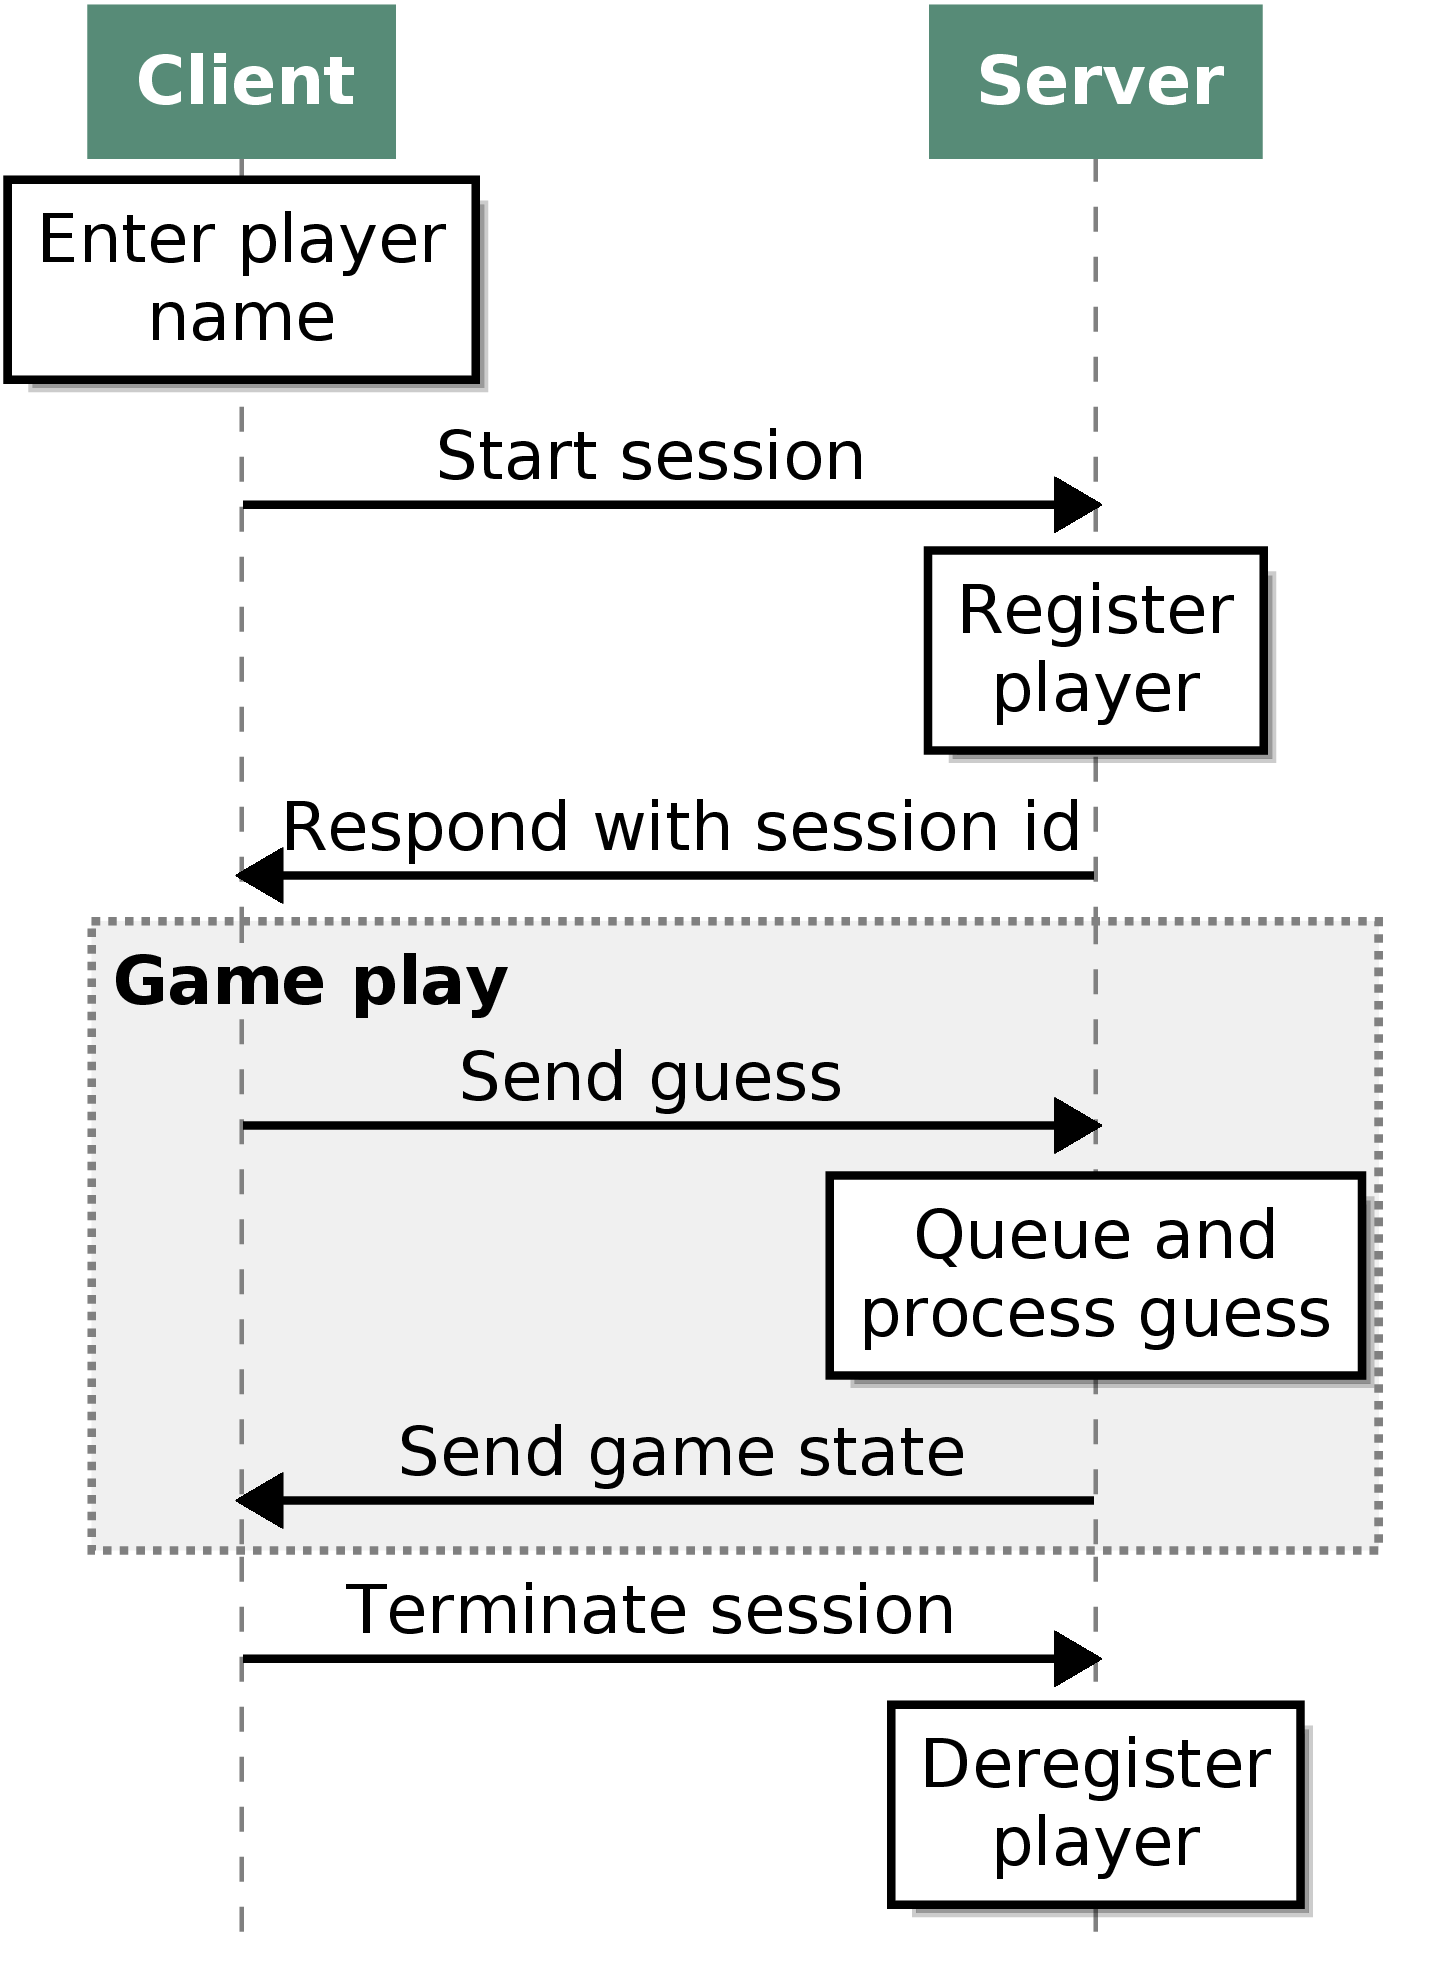 Client
Server
Enter player
name
Start session
Register
player
Respond with session id
Game play
Send guess
Queue and
process guess
Send game state
Terminate session
Deregister
player